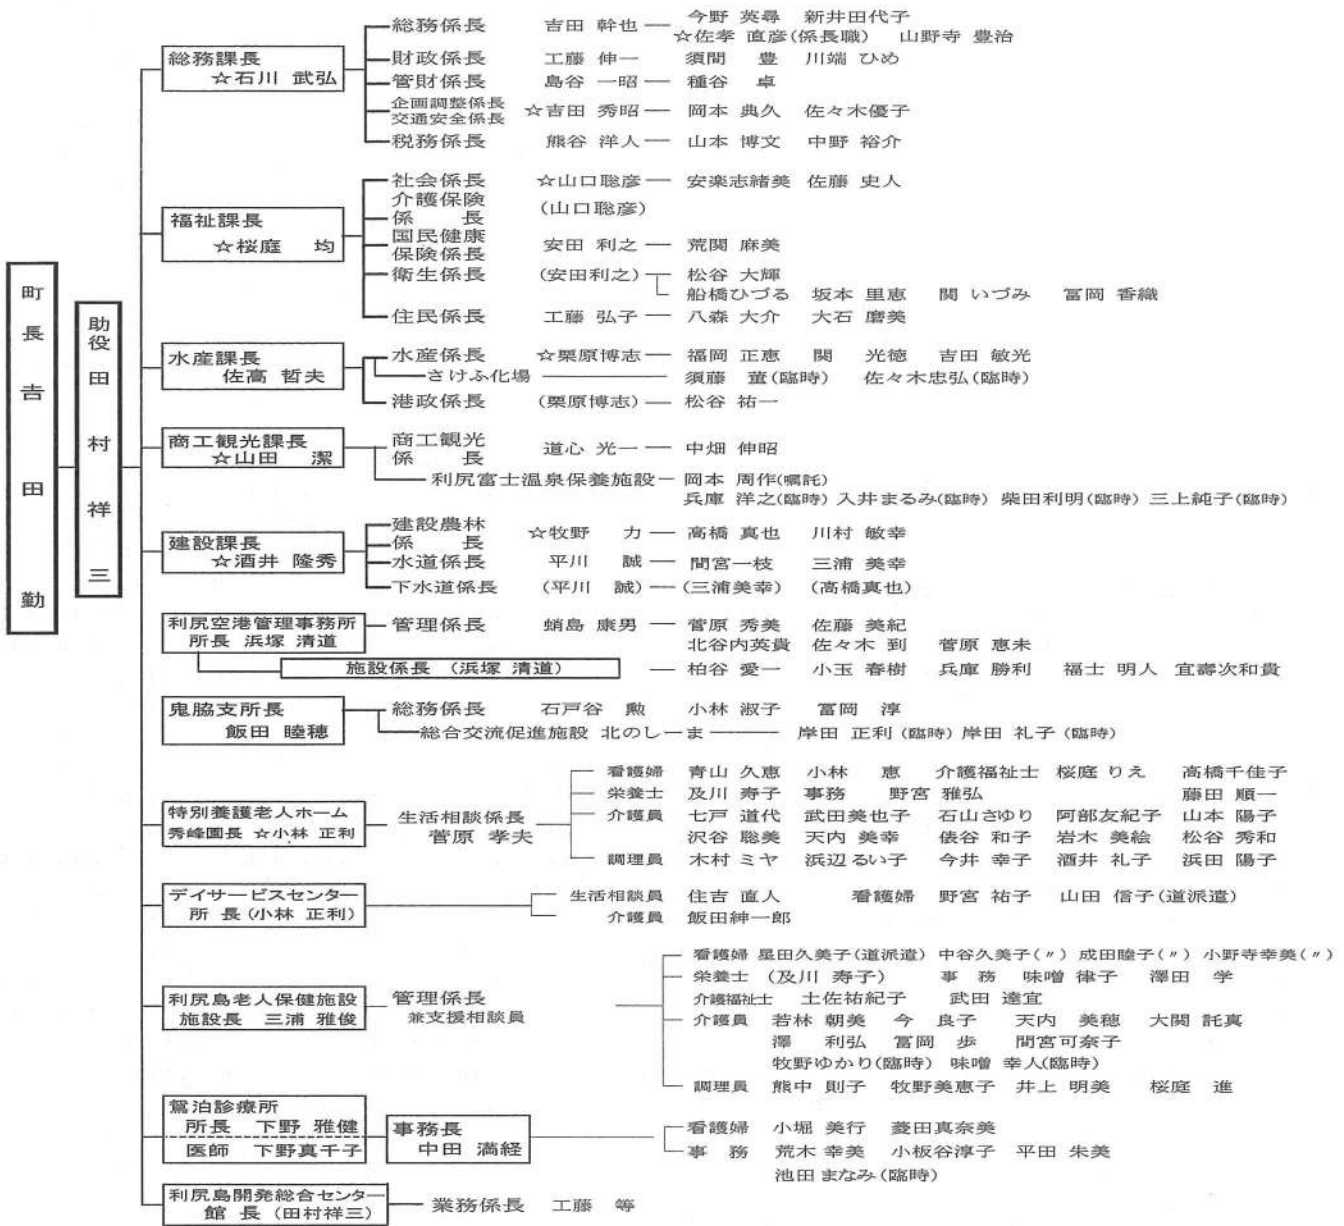 町長 吉田 勤
助役 田村 祥三
総務課長
☆石川 武弘
総務係長 吉田 幹也 今野 英尋 新井田代子
☆佐孝 直彦(係長職) 山野寺 豊治
財政係長 工藤 伸一 須間 豊 川端 ひめ
管財係長 島谷 一昭 種谷 卓
企画調整係長
交通安全係長 ☆吉田 秀昭 岡本 典久 佐々木優子
税務係長 熊谷 洋人 山本 博文 中野 裕介
福祉課長
☆桜庭 均
社会係長 ☆山口聡彦 安楽志緒美 佐藤 史人
介護保険
係 長 (山口聡彦)
国民健康
保険係長 安田 利之 荒関 麻美
衛生係長 (安田利之) 松谷 大輝
船橋ひづる 坂本 里恵 関 いづみ 冨岡 香織
住民係長 工藤 弘子 八森 大介 大石 磨美
水産課長
佐高 哲夫
水産係長 ☆栗原博志 福岡 正恵 関 光徳 吉田 敏光
さけふ化場 須藤 董(臨時) 佐々木忠弘(臨時)
港政係長 (栗原博志) 松谷 祐一
商工観光課長
☆山田 潔
商工観光
係 長 道心 光一 中畑 伸昭
利尻富士温泉保養施設 岡本 周作(嘱託)
兵庫 洋之(臨時) 入井まるみ(臨時) 柴田利明(臨時) 三上純子(臨時)
建設課長
☆酒井 隆秀
建設農林
係 長 ☆牧野 力 高橋 真也 川村 敏幸
水道係長 平川 誠 間宮一枝 三浦 美幸
下水道係長 (平川 誠) (三浦美幸) (高橋真也)
利尻空港管理事務所
所長 浜塚 清道
管理係長 蛸島 康男 菅原 秀美 佐藤 美紀
北谷内英貴 佐々木 到 菅原 恵未
施設係長 (浜塚 清道) 柏谷 愛一 小玉 春樹 兵庫 勝利 福士 明人 宜壽次和貴
鬼脇支所長
飯田 睦穂
総務係長 石戸谷 勲 小林 淑子 冨岡 淳
総合交流促進施設 北のしーま 岸田 正利(臨時) 岸田 礼子(臨時)
特別養護老人ホーム
秀峰園長 ☆小林 正利
生活相談係長
菅原 孝夫
看護婦 青山 久恵 小林 恵 介護福祉士 桜庭 りえ 高橋千佳子
栄養士 及川 寿子 事務 野宮 雅弘 藤田 順一
介護員 七戸 道代 武田美也子 石山さゆり 阿部友紀子 山本 陽子
沢谷 聡美 天内 美幸 俵谷 和子 岩木 美絵 松谷 秀和
調理員 木村 ミヤ 浜辺るい子 今井 幸子 酒井 礼子 浜田 陽子
デイサービスセンター
所 長(小林 正利)
生活相談員 住吉 直人 看護婦 野宮 祐子 山田 信子(道派遣)
介護員 飯田紳一郎
利尻島老人保健施設
施設長 三浦 雅俊
管理係長
兼支援相談員
看護婦 星田久美子(道派遣) 中谷久美子(〃) 成田睦子(〃) 小野寺幸美(〃)
栄養士 (及川 寿子) 事 務 味噌 律子 澤田 学
介護福祉士 土佐祐紀子 武田 達宜
介護員 若林 朝美 今 良子 天内 美穂 大関 託真
澤 利弘 冨岡 歩 間宮可奈子
牧野ゆかり(臨時) 味噌 幸人(臨時)
調理員 熊中 則子 牧野美恵子 井上 明美 桜庭 進
鴛泊診療所
所長 下野 雅健
医師 下野真千子
事務長
中田 満経
看護婦 小堀 美行 菱田真奈美
事 務 荒木 幸美 小板谷淳子 平田 朱美
池田 まなみ(臨時)
利尻島開発総合センター
館 長 (田村祥三)
業務係長 工藤 等